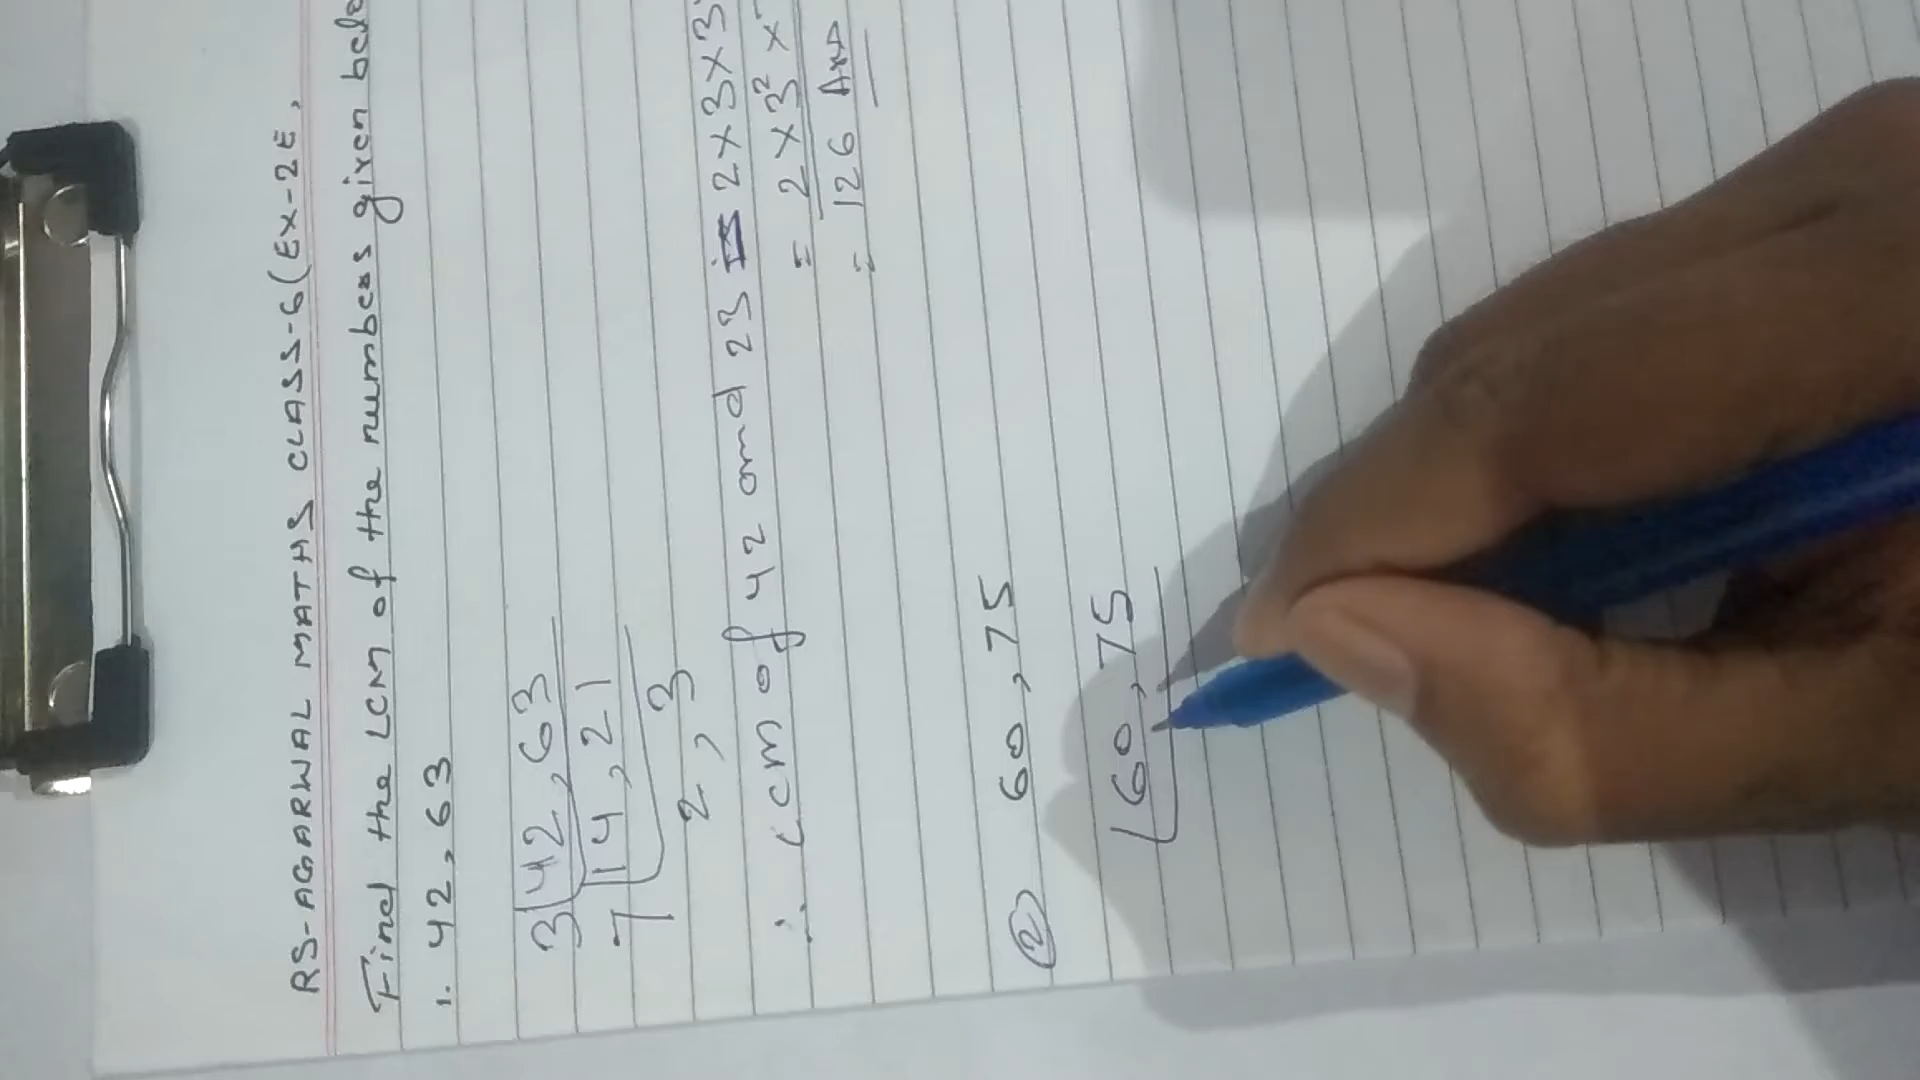 RS-AGARWAL MATHS CLASS-6(EX-2E,
Find the LCM of the numbers given belo
1. 42, 63
3 42, 63
7 14, 21
2, 3
∴ LCM of 42 and 23 is 2×3×3
= 2×3²×
= 126 Ans
② 60, 75
60, 75